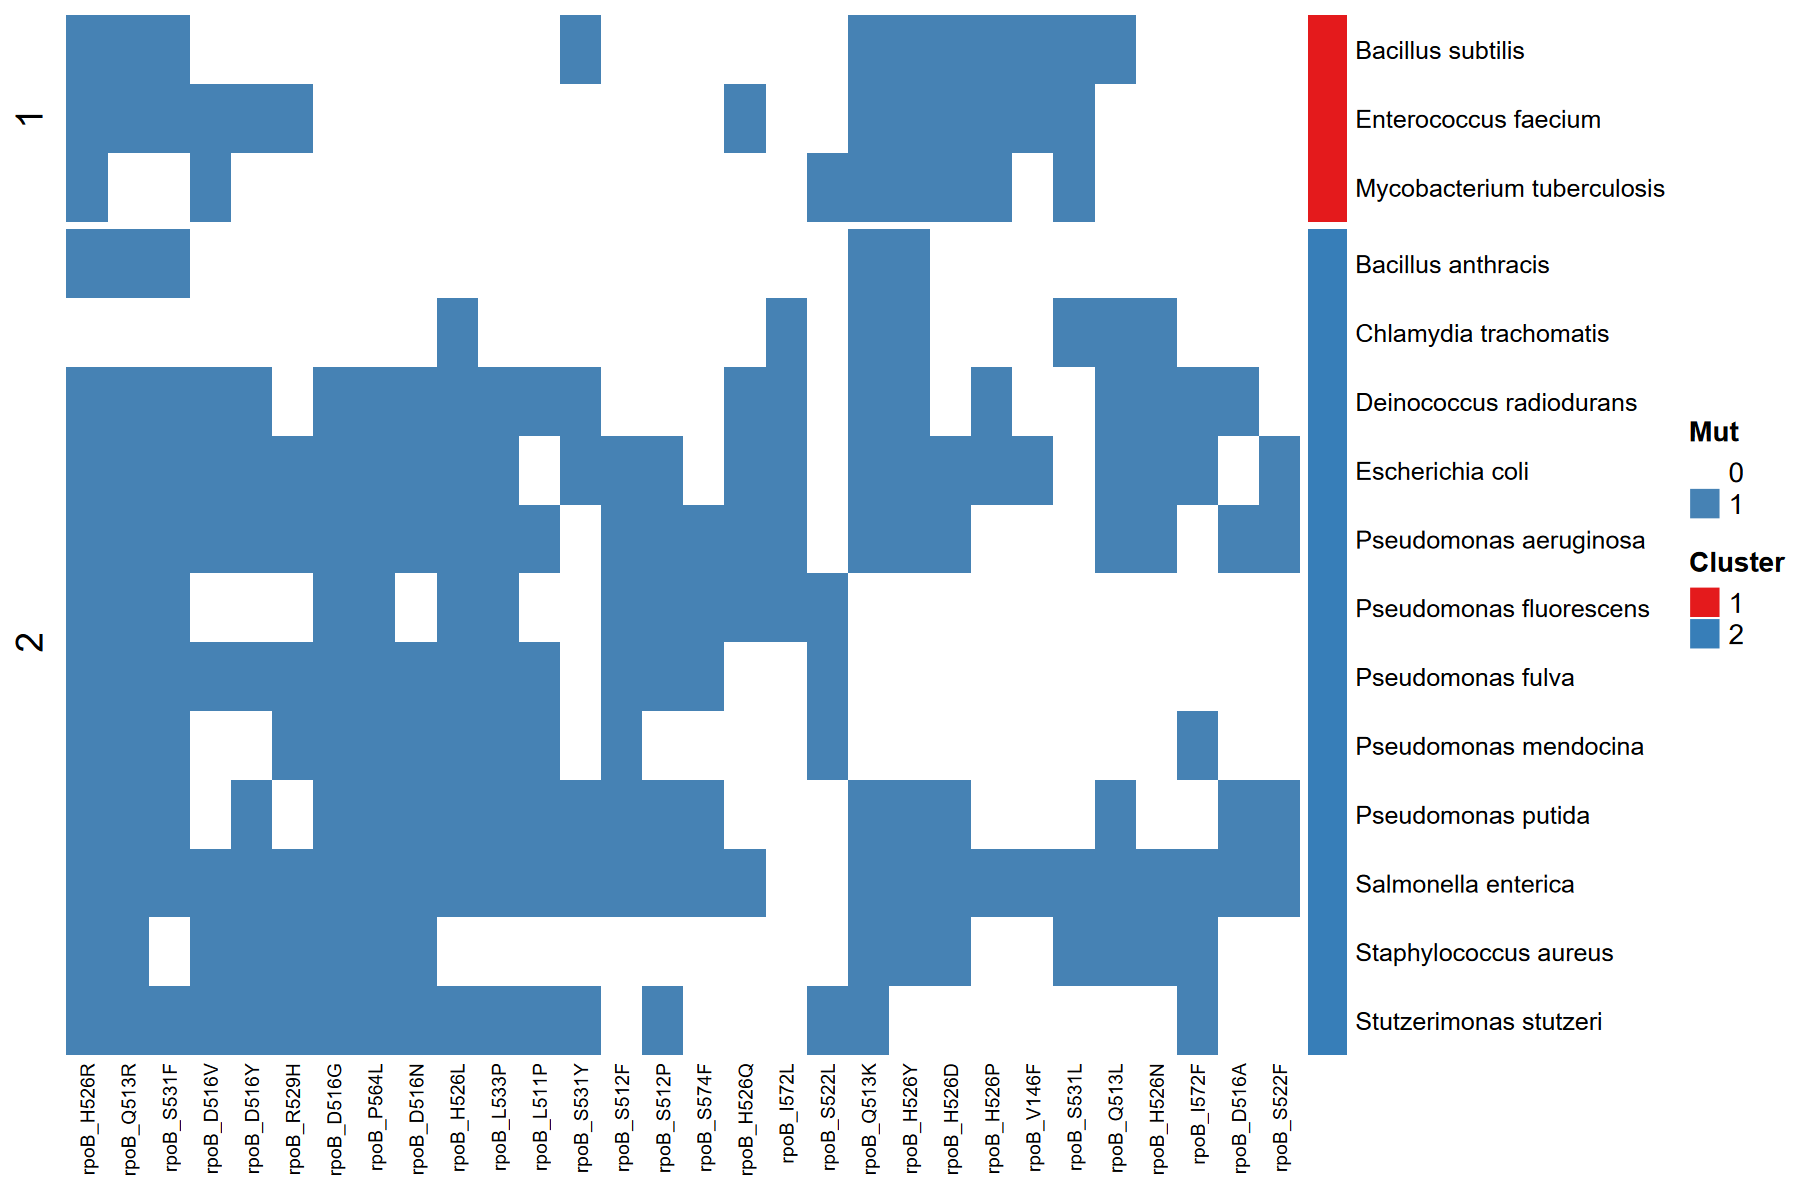 1
2
Bacillus subtilis
Enterococcus faecium
Mycobacterium tuberculosis
Bacillus anthracis
Chlamydia trachomatis
Deinococcus radiodurans
Escherichia coli
Pseudomonas aeruginosa
Pseudomonas fluorescens
Pseudomonas fulva
Pseudomonas mendocina
Pseudomonas putida
Salmonella enterica
Staphylococcus aureus
Stutzerimonas stutzeri
rpoB_H526R
rpoB_Q513R
rpoB_S531F
rpoB_D516V
rpoB_D516Y
rpoB_R529H
rpoB_D516G
rpoB_P564L
rpoB_D516N
rpoB_H526L
rpoB_L533P
rpoB_L511P
rpoB_S531Y
rpoB_S512F
rpoB_S512P
rpoB_S574F
rpoB_H526Q
rpoB_I572L
rpoB_S522L
rpoB_Q513K
rpoB_H526Y
rpoB_H526D
rpoB_H526P
rpoB_V146F
rpoB_S531L
rpoB_Q513L
rpoB_H526N
rpoB_I572F
rpoB_D516A
rpoB_S522F
Mut
0
1
Cluster
1
2